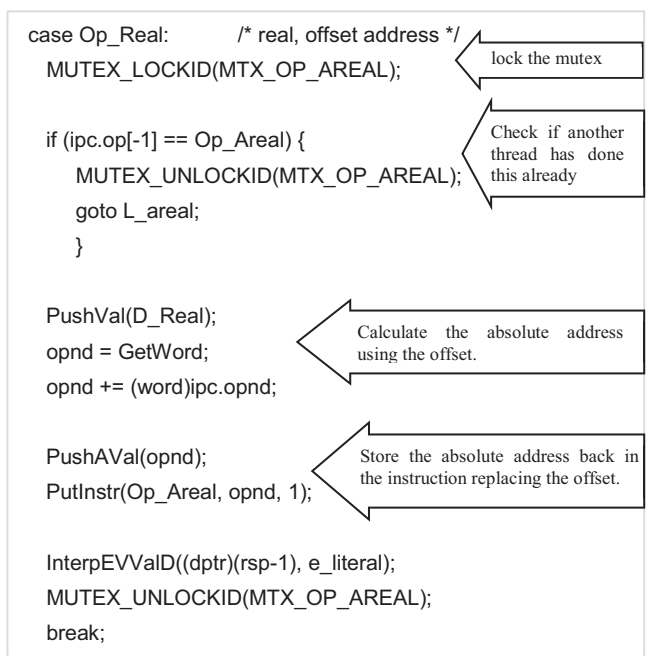 case Op_Real:          /* real, offset address */
MUTEX_LOCKID(MTX_OP_AREAL);
lock the mutex
if (ipc.op[-1] == Op_Areal) {
MUTEX_UNLOCKID(MTX_OP_AREAL);
goto L_areal;
}
Check if another
thread has done
this already
PushVal(D_Real);
opnd = GetWord;
opnd += (word)ipc.opnd;
Calculate the absolute address
using the offset.
PushAVal(opnd);
PutInstr(Op_Areal, opnd, 1);
Store the absolute address back in
the instruction replacing the offset.
InterpEVValD((dptr)(rsp-1), e_literal);
MUTEX_UNLOCKID(MTX_OP_AREAL);
break;